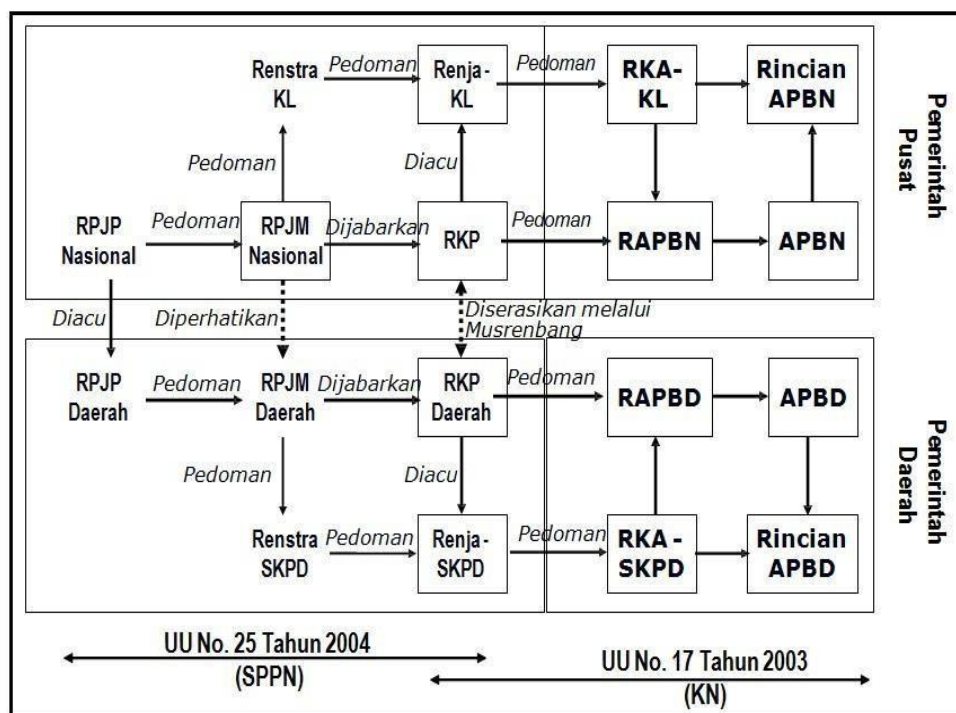 Renstra
KL
Pedoman
Renja-
KL
Pedoman
RKA-
KL
Rincian
APBN
Pemerintah
Pusat
Pedoman
Diacu
RPJP
Nasional
Pedoman
RPJM
Nasional
Dijabarkan
RKP
Pedoman
RAPBN
APBN
Diacu
Diperhatikan
Diserasikan melalui
Musrenbang
RPJP
Daerah
Pedoman
RPJM
Daerah
Dijabarkan
RKP
Daerah
Pedoman
RAPBD
APBD
Pemerintah
Daerah
Pedoman
Diacu
Renstra
SKPD
Pedoman
Renja-
SKPD
Pedoman
RKA -
SKPD
Rincian
APBD
UU No. 25 Tahun 2004
(SPPN)
UU No. 17 Tahun 2003
(KN)